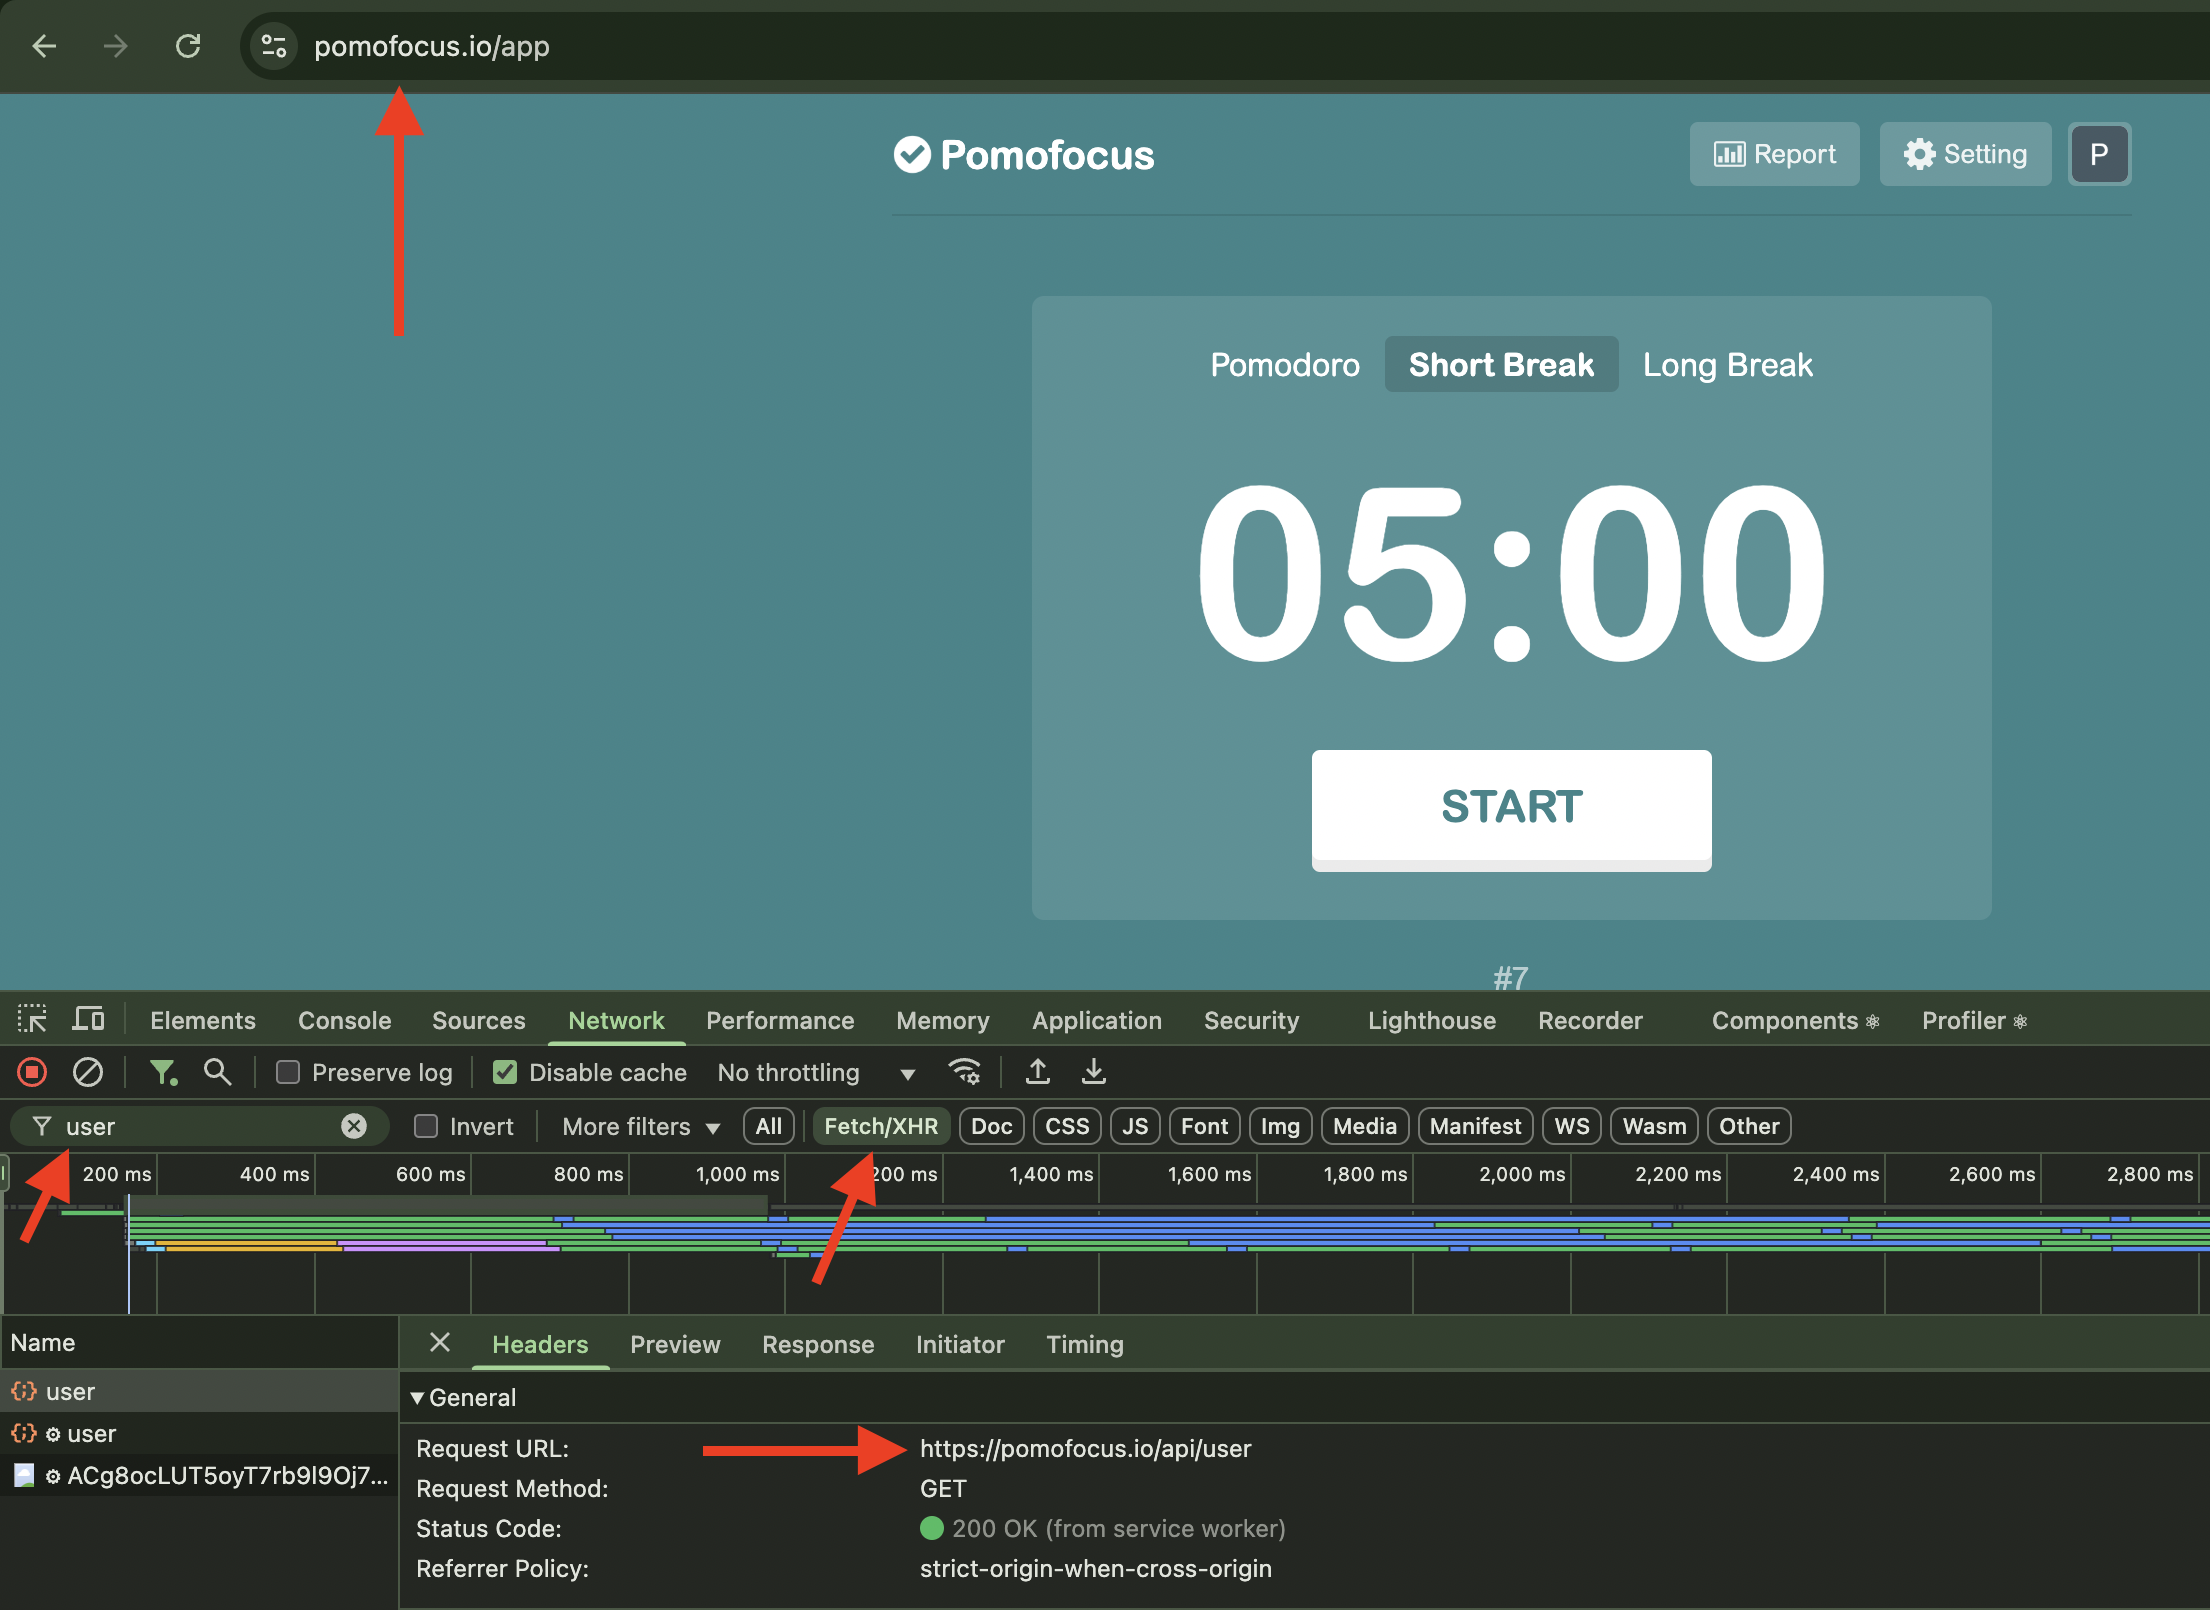 pomofocus.io/app
Pomofocus
Report
Setting
P
Pomodoro
Short Break
Long Break
05:00
START
#7
Elements Console Sources Network Performance Memory Application Security Lighthouse Recorder Components Profiler
Preserve log Disable cache No throttling
user Invert More filters All Fetch/XHR Doc CSS JS Font Img Media Manifest WS Wasm Other
200 ms 400 ms 600 ms 800 ms 1,000 ms 200 ms 1,400 ms 1,600 ms 1,800 ms 2,000 ms 2,200 ms 2,400 ms 2,600 ms 2,800 ms
Name
user
user
ACg8ocLUT5oyT7rb9l9Oj7...
Headers Preview Response Initiator Timing
General
Request URL: https://pomofocus.io/api/user
Request Method: GET
Status Code: 200 OK (from service worker)
Referrer Policy: strict-origin-when-cross-origin